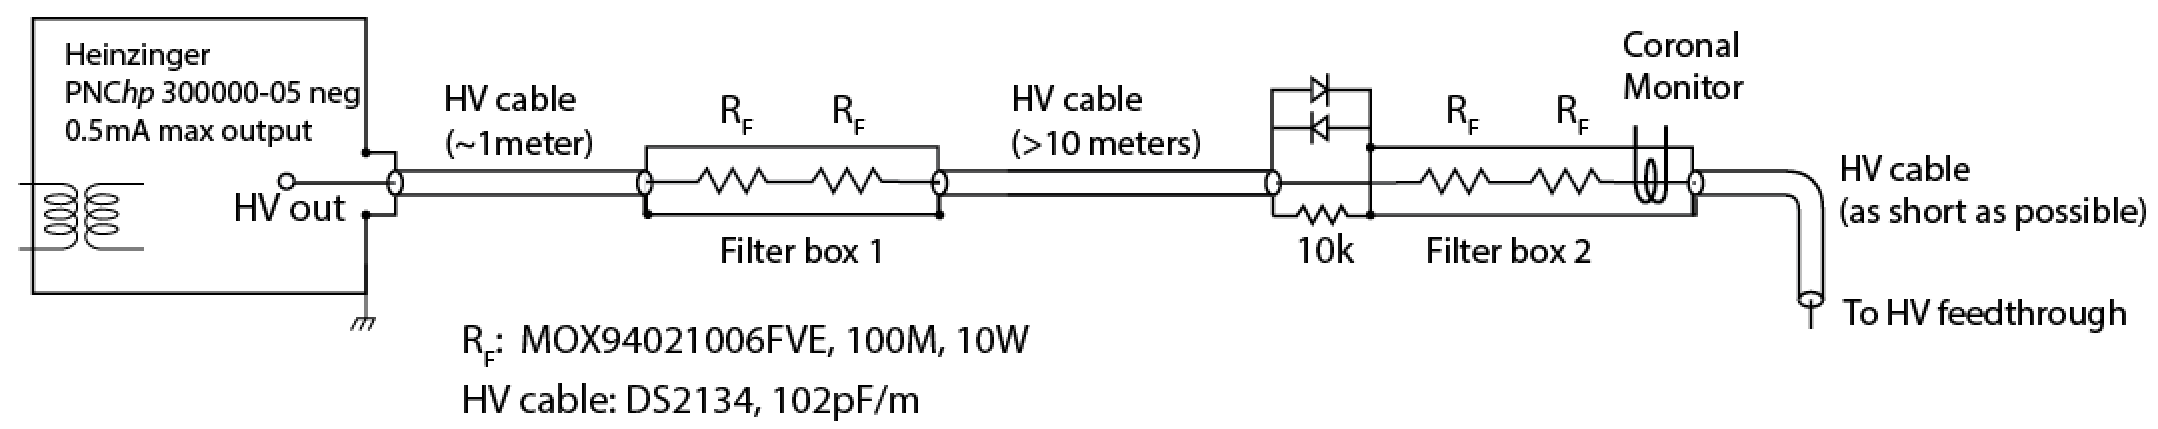 Heinzinger
PNChp 300000-05 neg
0.5mA max output
HV out
HV cable
(~1meter)
R_F
R_F
Filter box 1
HV cable
(>10 meters)
10k
R_F
R_F
Filter box 2
Coronal
Monitor
HV cable
(as short as possible)
To HV feedthrough
R_F: MOX94021006FVE, 100M, 10W
HV cable: DS2134, 102pF/m